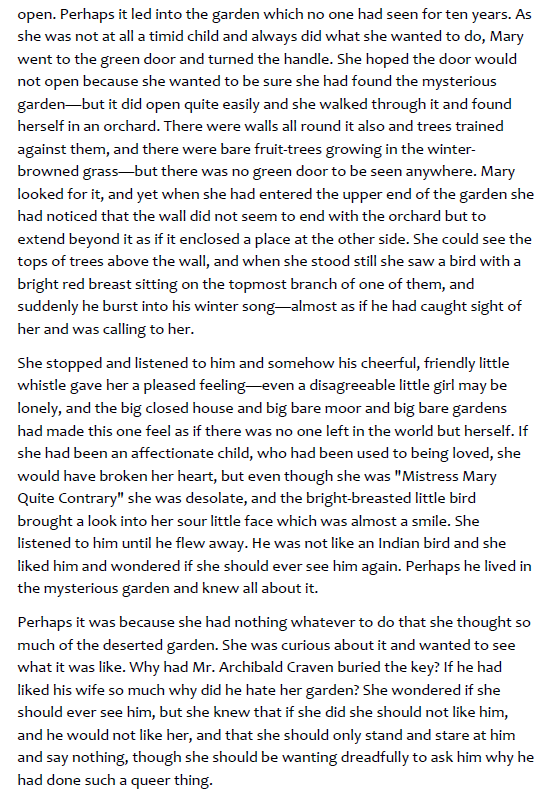 open. Perhaps it led into the garden which no one had seen for ten years. As
she was not at all a timid child and always did what she wanted to do, Mary
went to the green door and turned the handle. She hoped the door would
not open because she wanted to be sure she had found the mysterious
garden—but it did open quite easily and she walked through it and found
herself in an orchard. There were walls all round it also and trees trained
against them, and there were bare fruit-trees growing in the winter-
browned grass—but there was no green door to be seen anywhere. Mary
looked for it, and yet when she had entered the upper end of the garden she
had noticed that the wall did not seem to end with the orchard but to
extend beyond it as if it enclosed a place at the other side. She could see the
tops of trees above the wall, and when she stood still she saw a bird with a
bright red breast sitting on the topmost branch of one of them, and
suddenly he burst into his winter song—almost as if he had caught sight of
her and was calling to her.
She stopped and listened to him and somehow his cheerful, friendly little
whistle gave her a pleased feeling—even a disagreeable little girl may be
lonely, and the big closed house and big bare moor and big bare gardens
had made this one feel as if there was no one left in the world but herself. If
she had been an affectionate child, who had been used to being loved, she
would have broken her heart, but even though she was "Mistress Mary
Quite Contrary" she was desolate, and the bright-breasted little bird
brought a look into her sour little face which was almost a smile. She
listened to him until he flew away. He was not like an Indian bird and she
liked him and wondered if she should ever see him again. Perhaps he lived in
the mysterious garden and knew all about it.
Perhaps it was because she had nothing whatever to do that she thought so
much of the deserted garden. She was curious about it and wanted to see
what it was like. Why had Mr. Archibald Craven buried the key? If he had
liked his wife so much why did he hate her garden? She wondered if she
should ever see him, but she knew that if she did she should not like him,
and he would not like her, and that she should only stand and stare at him
and say nothing, though she should be wanting dreadfully to ask him why he
had done such a queer thing.